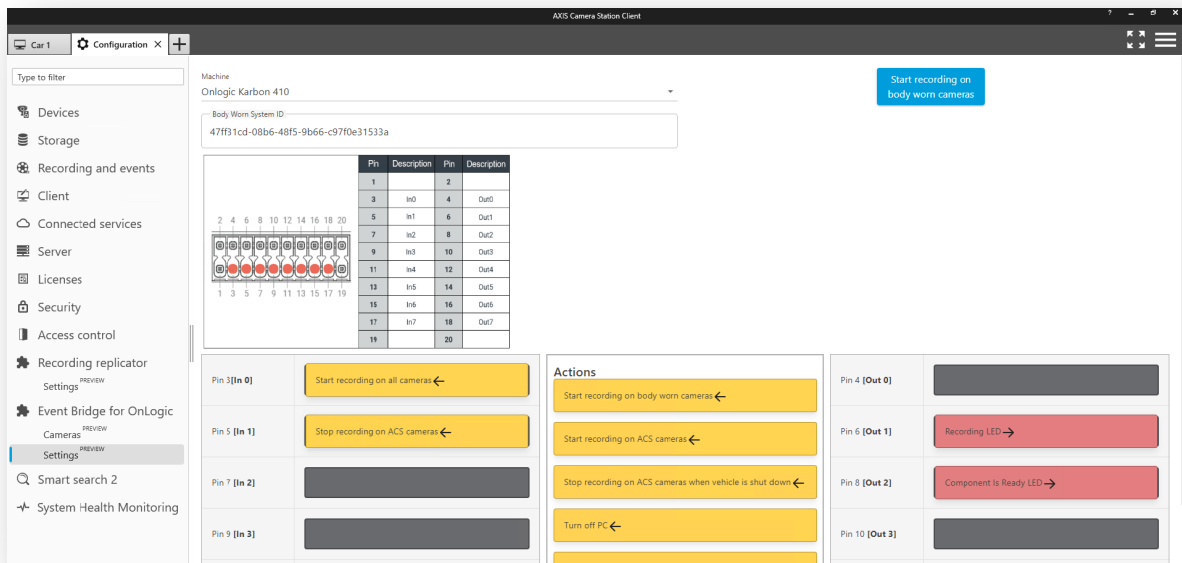 AXIS Camera Station Client
?
Car 1
Configuration
Type to filter
Devices
Storage
Recording and events
Client
Connected services
Server
Licenses
Security
Access control
Recording replicator
Settings PREVIEW
Event Bridge for OnLogic
Cameras PREVIEW
Settings PREVIEW
Smart search 2
System Health Monitoring
Machine
Onlogic Karbon 410
Body Worn System ID
47ff31cd-08b6-48f5-9b66-c97f0e31533a
Start recording on
body worn cameras
2 4 6 8 10 12 14 16 18 20
1 3 5 7 9 11 13 15 17 19
Pin Description Pin Description
1 2
3 In0 4 Out0
5 In1 6 Out1
7 In2 8 Out2
9 In3 10 Out3
11 In4 12 Out4
13 In5 14 Out5
15 In6 16 Out6
17 In7 18 Out7
19 20
Pin 3[In 0]
Start recording on all cameras
Pin 5 [In 1]
Stop recording on ACS cameras
Pin 7 [In 2]
Pin 9 [In 3]
Actions
Start recording on body worn cameras
Start recording on ACS cameras
Stop recording on ACS cameras when vehicle is shut down
Turn off PC
Pin 4 [Out 0]
Pin 6 [Out 1]
Recording LED
Pin 8 [Out 2]
Component Is Ready LED
Pin 10 [Out 3]